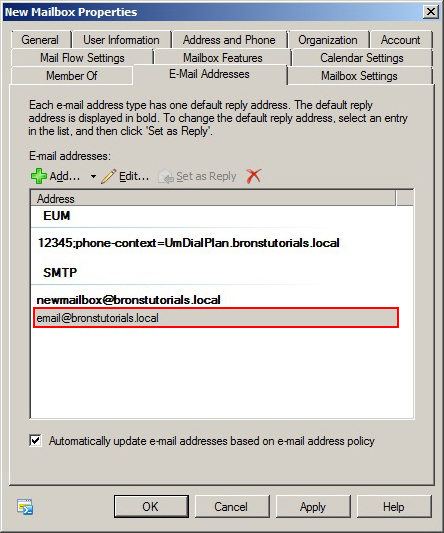 New Mailbox Properties
General
User Information
Address and Phone
Organization
Account
Mail Flow Settings
Mailbox Features
Calendar Settings
Member Of
E-Mail Addresses
Mailbox Settings
Each e-mail address type has one default reply address. The default reply
address is displayed in bold. To change the default reply address, select an entry
in the list, and then click 'Set as Reply'.
E-mail addresses:
Add...
Edit...
Set as Reply
Address
EUM
12345;phone-context=UmDialPlan.bronstutorials.local
SMTP
newmailbox@bronstutorials.local
email@bronstutorials.local
Automatically update e-mail addresses based on e-mail address policy
OK
Cancel
Apply
Help